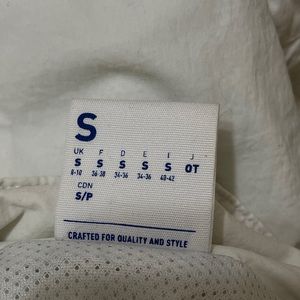 S
UK F D E I J
S S S S S OT
8-10 36-38 34-36 34-36 40-42
CDN
S/P
CRAFTED FOR QUALITY AND STYLE